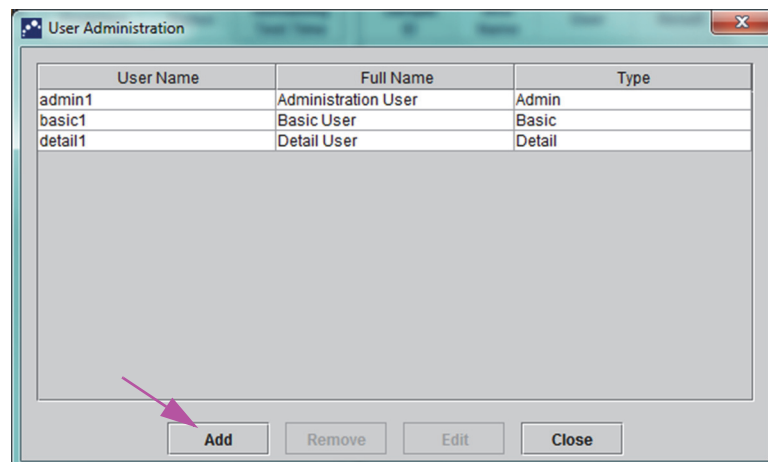 User Administration
User Name Full Name Type
admin1 Administration User Admin
basic1 Basic User Basic
detail1 Detail User Detail
Add Remove Edit Close